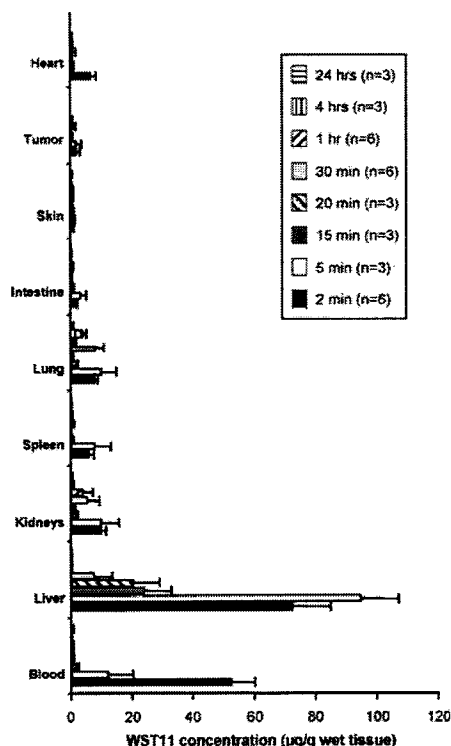 Heart
Tumor
Skin
Intestine
Lung
Spleen
Kidneys
Liver
Blood
24 hrs (n=3)
4 hrs (n=3)
1 hr (n=6)
30 min (n=6)
20 min (n=3)
15 min (n=3)
5 min (n=3)
2 min (n=6)
0 20 40 60 80 100 120
WST11 concentration (µg/g wet tissue)